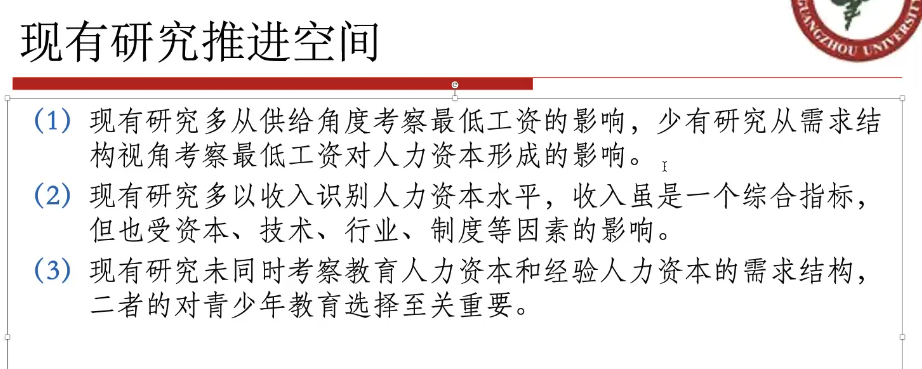 现有研究推进空间
GUANGZHOU UNIVERSITY
(1) 现有研究多从供给角度考察最低工资的影响，少有研究从需求结
构视角考察最低工资对人力资本形成的影响。
(2) 现有研究多以收入识别人力资本水平，收入虽是一个综合指标，
但也受资本、技术、行业、制度等因素的影响。
(3) 现有研究未同时考察教育人力资本和经验人力资本的需求结构，
二者的对青少年教育选择至关重要。